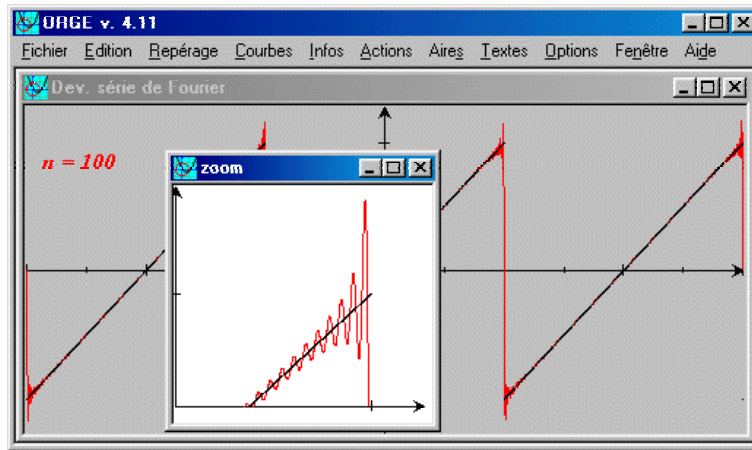 ORGE v. 4.11
Fichier Edition Repérage Courbes Infos Actions Aires Textes Options Fenêtre Aide
Dev. série de Fourier
n = 100
zoom